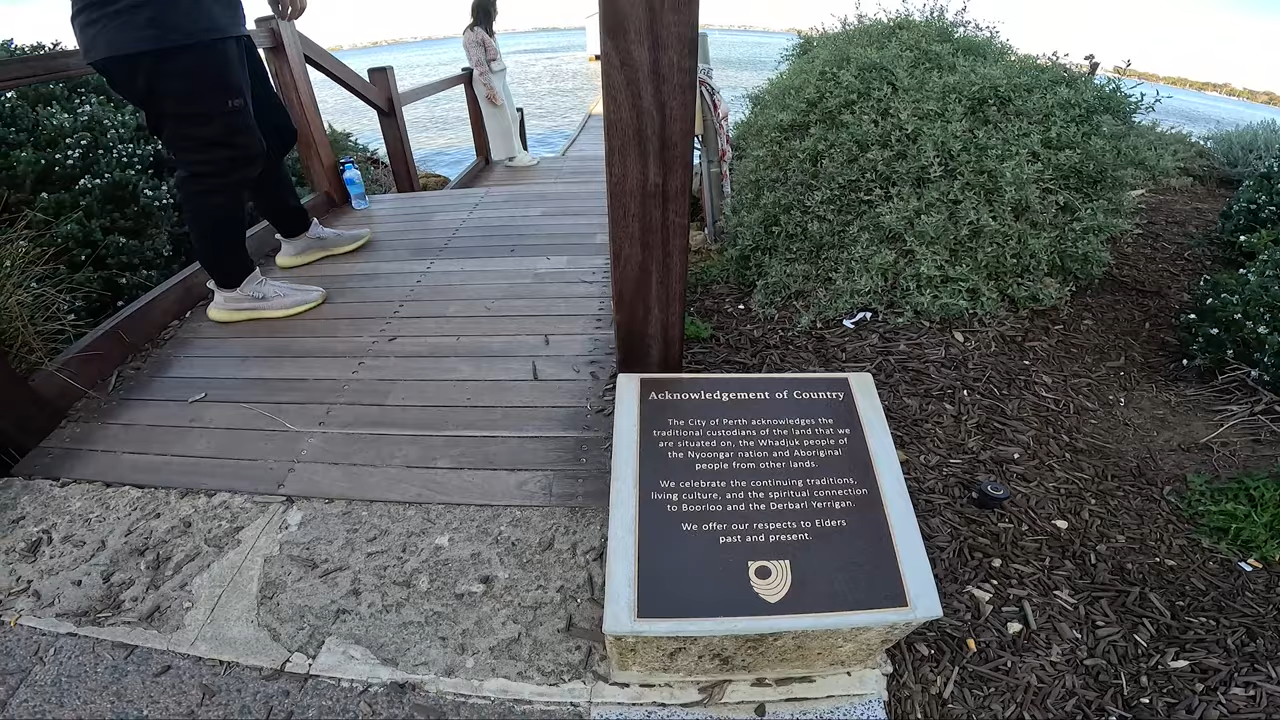 Acknowledgement of Country
The City of Perth acknowledges the
traditional custodians of the land that we
are situated on, the Whadjuk people of
the Nyoongar nation and Aboriginal
people from other lands.
We celebrate the continuing traditions,
living culture, and the spiritual connection
to Boorloo and the Derbarl Yerrigan.
We offer our respects to Elders
past and present.